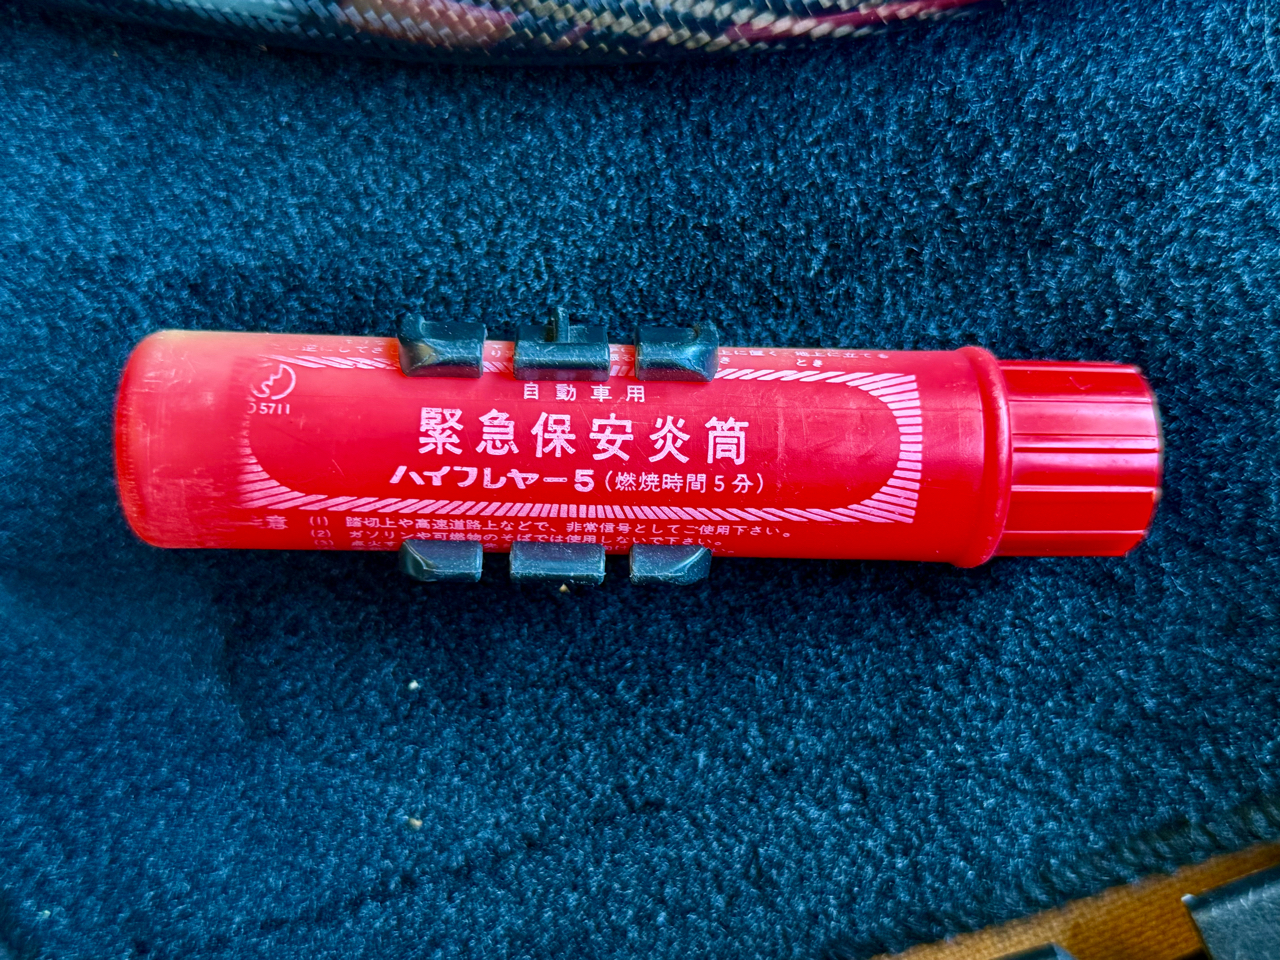 自動車用
緊急保安炎筒
ハイフレヤー5(燃焼時間5分)
D5711
(1) 踏切上や高速道路上などで、非常信号としてご使用下さい。
(2) ガソリンや可燃物のそばでは使用しないで下さい。